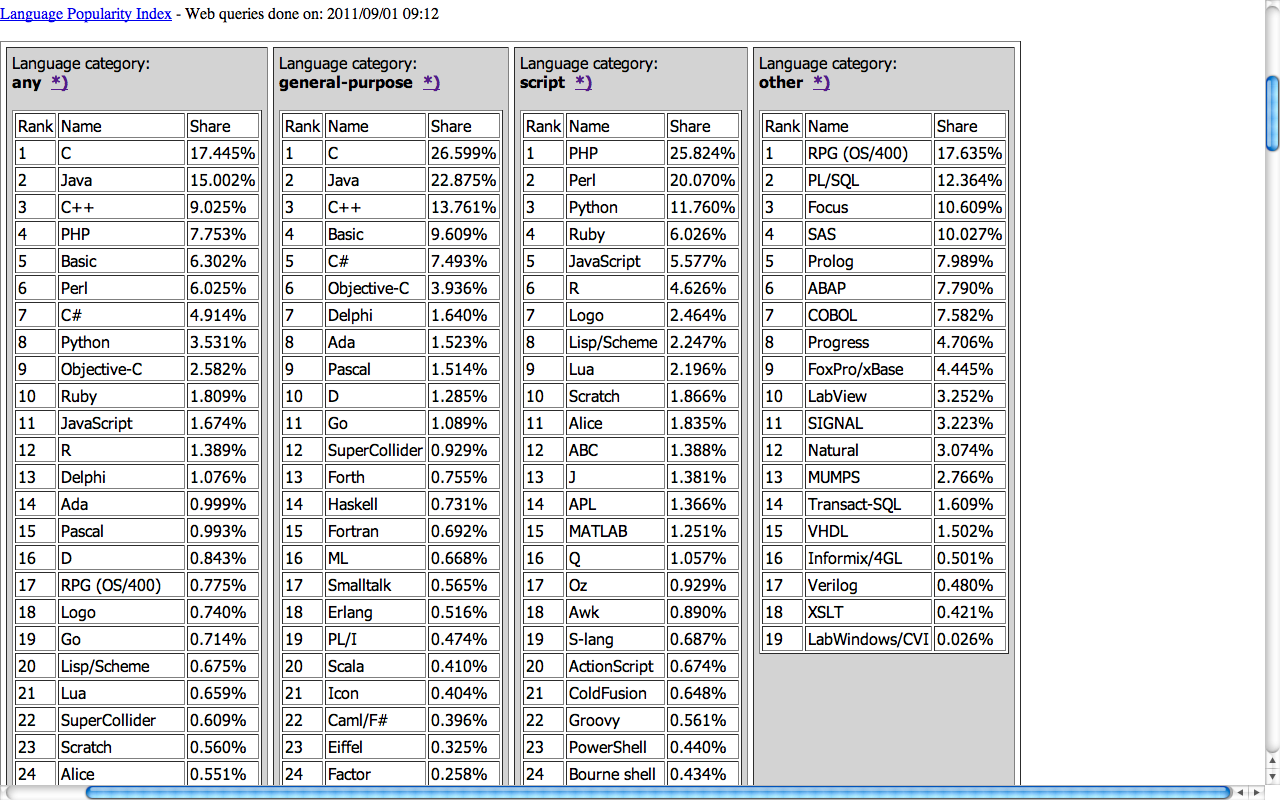 Language Popularity Index - Web queries done on: 2011/09/01 09:12
Language category:
any *)
Rank Name Share
1 C 17.445%
2 Java 15.002%
3 C++ 9.025%
4 PHP 7.753%
5 Basic 6.302%
6 Perl 6.025%
7 C# 4.914%
8 Python 3.531%
9 Objective-C 2.582%
10 Ruby 1.809%
11 JavaScript 1.674%
12 R 1.389%
13 Delphi 1.076%
14 Ada 0.999%
15 Pascal 0.993%
16 D 0.843%
17 RPG (OS/400) 0.775%
18 Logo 0.740%
19 Go 0.714%
20 Lisp/Scheme 0.675%
21 Lua 0.659%
22 SuperCollider 0.609%
23 Scratch 0.560%
24 Alice 0.551%
Language category:
general-purpose *)
Rank Name Share
1 C 26.599%
2 Java 22.875%
3 C++ 13.761%
4 Basic 9.609%
5 C# 7.493%
6 Objective-C 3.936%
7 Delphi 1.640%
8 Ada 1.523%
9 Pascal 1.514%
10 D 1.285%
11 Go 1.089%
12 SuperCollider 0.929%
13 Forth 0.755%
14 Haskell 0.731%
15 Fortran 0.692%
16 ML 0.668%
17 Smalltalk 0.565%
18 Erlang 0.516%
19 PL/I 0.474%
20 Scala 0.410%
21 Icon 0.404%
22 Caml/F# 0.396%
23 Eiffel 0.325%
24 Factor 0.258%
Language category:
script *)
Rank Name Share
1 PHP 25.824%
2 Perl 20.070%
3 Python 11.760%
4 Ruby 6.026%
5 JavaScript 5.577%
6 R 4.626%
7 Logo 2.464%
8 Lisp/Scheme 2.247%
9 Lua 2.196%
10 Scratch 1.866%
11 Alice 1.835%
12 ABC 1.388%
13 J 1.381%
14 APL 1.366%
15 MATLAB 1.251%
16 Q 1.057%
17 Oz 0.929%
18 Awk 0.890%
19 S-lang 0.687%
20 ActionScript 0.674%
21 ColdFusion 0.648%
22 Groovy 0.561%
23 PowerShell 0.440%
24 Bourne shell 0.434%
Language category:
other *)
Rank Name Share
1 RPG (OS/400) 17.635%
2 PL/SQL 12.364%
3 Focus 10.609%
4 SAS 10.027%
5 Prolog 7.989%
6 ABAP 7.790%
7 COBOL 7.582%
8 Progress 4.706%
9 FoxPro/xBase 4.445%
10 LabView 3.252%
11 SIGNAL 3.223%
12 Natural 3.074%
13 MUMPS 2.766%
14 Transact-SQL 1.609%
15 VHDL 1.502%
16 Informix/4GL 0.501%
17 Verilog 0.480%
18 XSLT 0.421%
19 LabWindows/CVI 0.026%